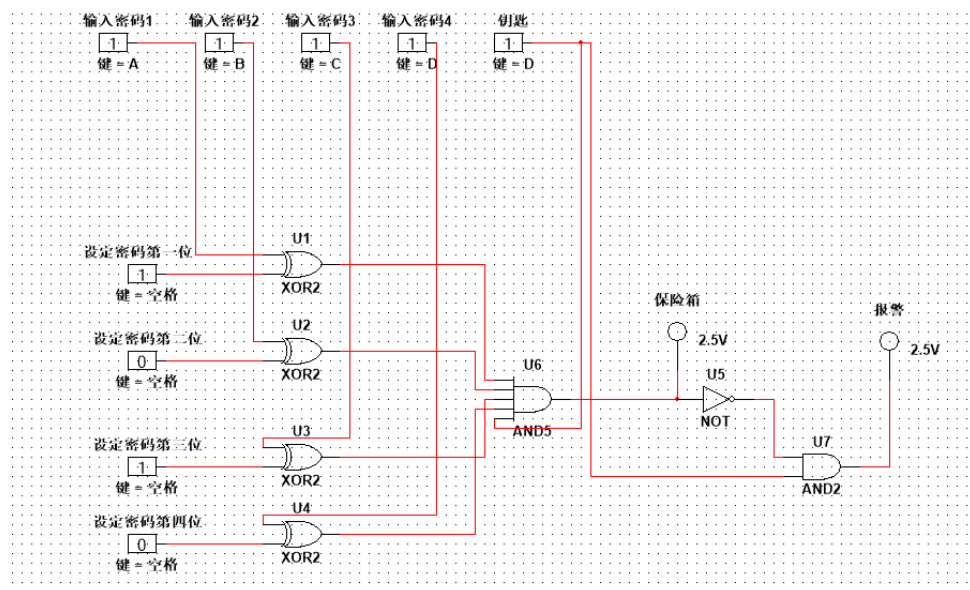 输入密码1 输入密码2 输入密码3 输入密码4 钥匙
1 1 1 1 1
键 = A 键 = B 键 = C 键 = D 键 = D
U1
设定密码第一位
1
XOR2
键 = 空格
U2
设定密码第二位
0
XOR2
键 = 空格
保险箱
报警
2.5V
2.5V
U6
U5
AND5
NOT
U3
设定密码第三位
1
XOR2
键 = 空格
U7
AND2
U4
设定密码第四位
0
XOR2
键 = 空格